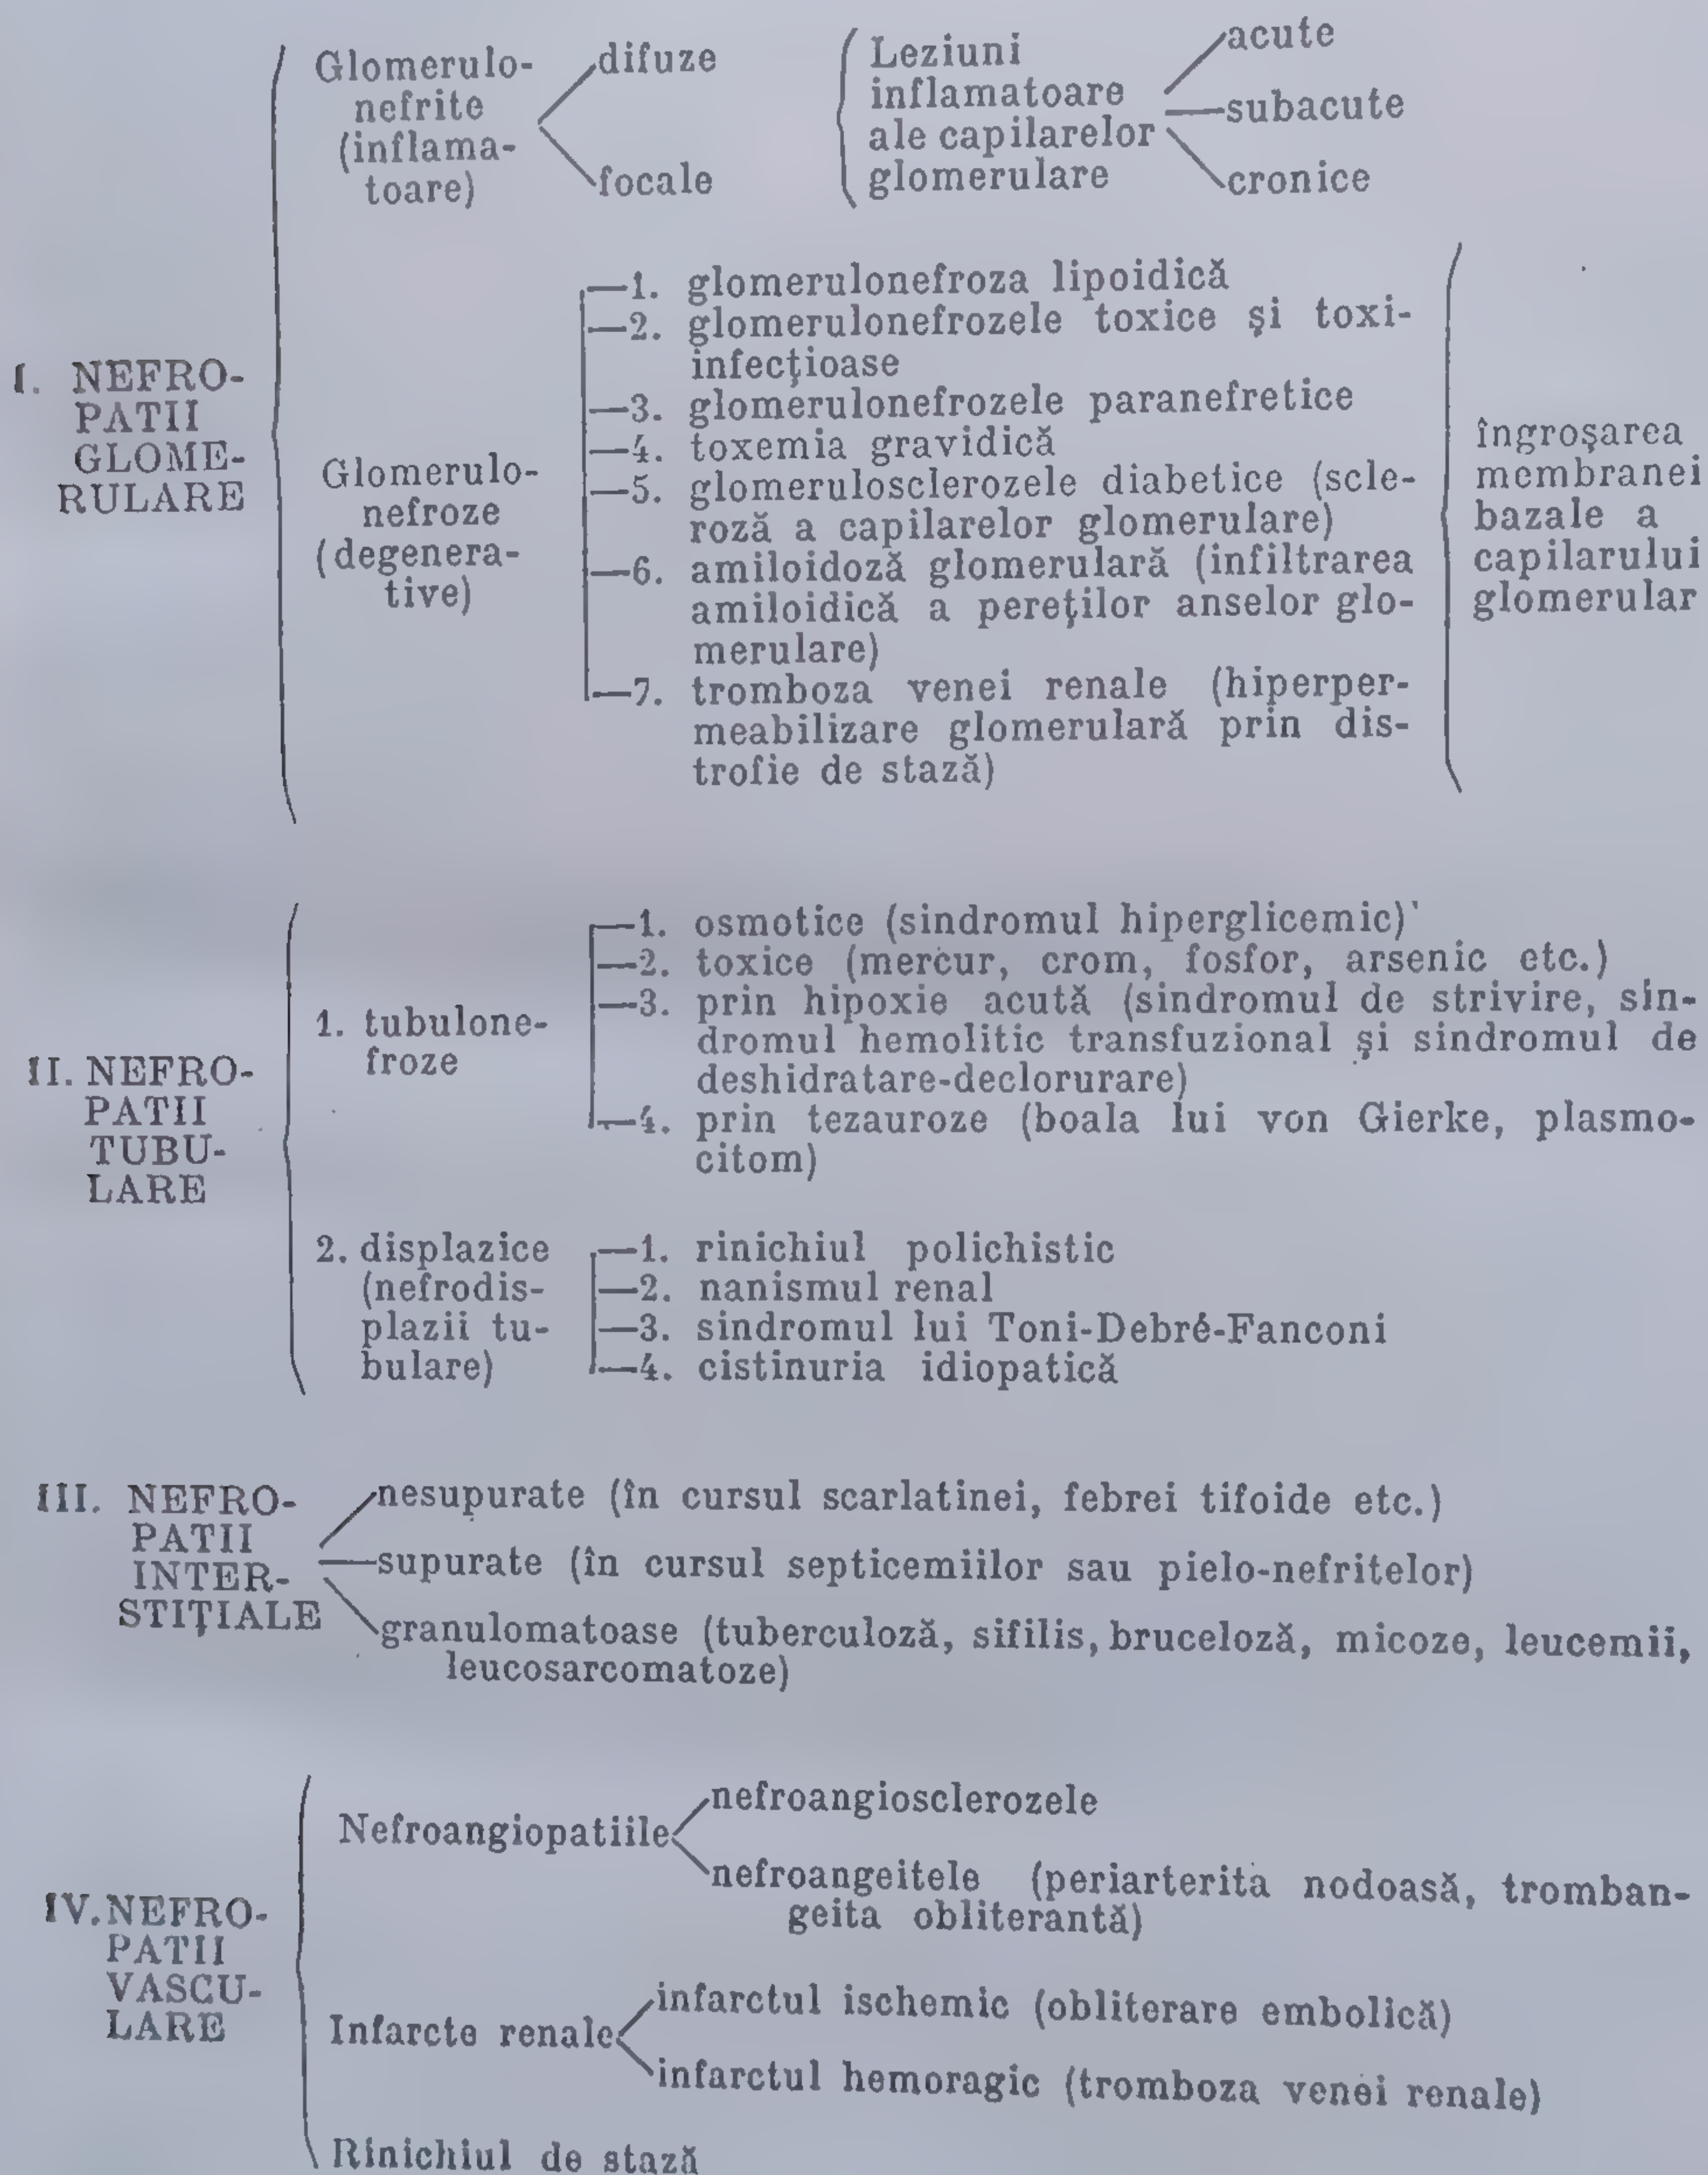 Glomerulo-
nefrite
(inflama-
toare)
difuze
focale
Leziuni
inflamatoare
ale capilarelor
glomerulare
acute
subacute
cronice
I. NEFRO-
PATII
GLOME-
RULARE
Glomerulo-
nefroze
(degenera-
tive)
1. glomerulonefroza lipoidică
2. glomerulonefrozele toxice şi toxi-
infecţioase
3. glomerulonefrozele paranefretice
4. toxemia gravidică
5. glomerulosclerozele diabetice (scle-
roză a capilarelor glomerulare)
6. amiloidoză glomerulară (infiltrarea
amiloidică a pereţilor anselor glo-
merulare)
7. tromboza venei renale (hiperper-
meabilizare glomerulară prin dis-
trofie de stază)
îngroşarea
membranei
bazale a
capilarului
glomerular
II. NEFRO-
PATII
TUBU-
LARE
1. tubulone-
froze
1. osmotice (sindromul hiperglicemic)
2. toxice (mercur, crom, fosfor, arsenic etc.)
3. prin hipoxie acută (sindromul de strivire, sin-
dromul hemolitic transfuzional şi sindromul de
deshidratare-declorurare)
4. prin tezauroze (boala lui von Gierke, plasmo-
citom)
2. displazice
(nefrodis-
plazii tu-
bulare)
1. rinichiul polichistic
2. nanismul renal
3. sindromul lui Toni-Debré-Fanconi
4. cistinuria idiopatică
III. NEFRO-
PATII
INTER-
STIŢIALE
nesupurate (în cursul scarlatinei, febrei tifoide etc.)
supurate (în cursul septicemiilor sau pielo-nefritelor)
granulomatoase (tuberculoză, sifilis, bruceloză, micoze, leucemii,
leucosarcomatoze)
IV. NEFRO-
PATII
VASCU-
LARE
Nefroangiopatiile
nefroangiosclerozele
nefroangeitele (periarterita nodoasă, tromban-
geita obliterantă)
Infarcte renale
infarctul ischemic (obliterare embolică)
infarctul hemoragic (tromboza venei renale)
Rinichiul de stază